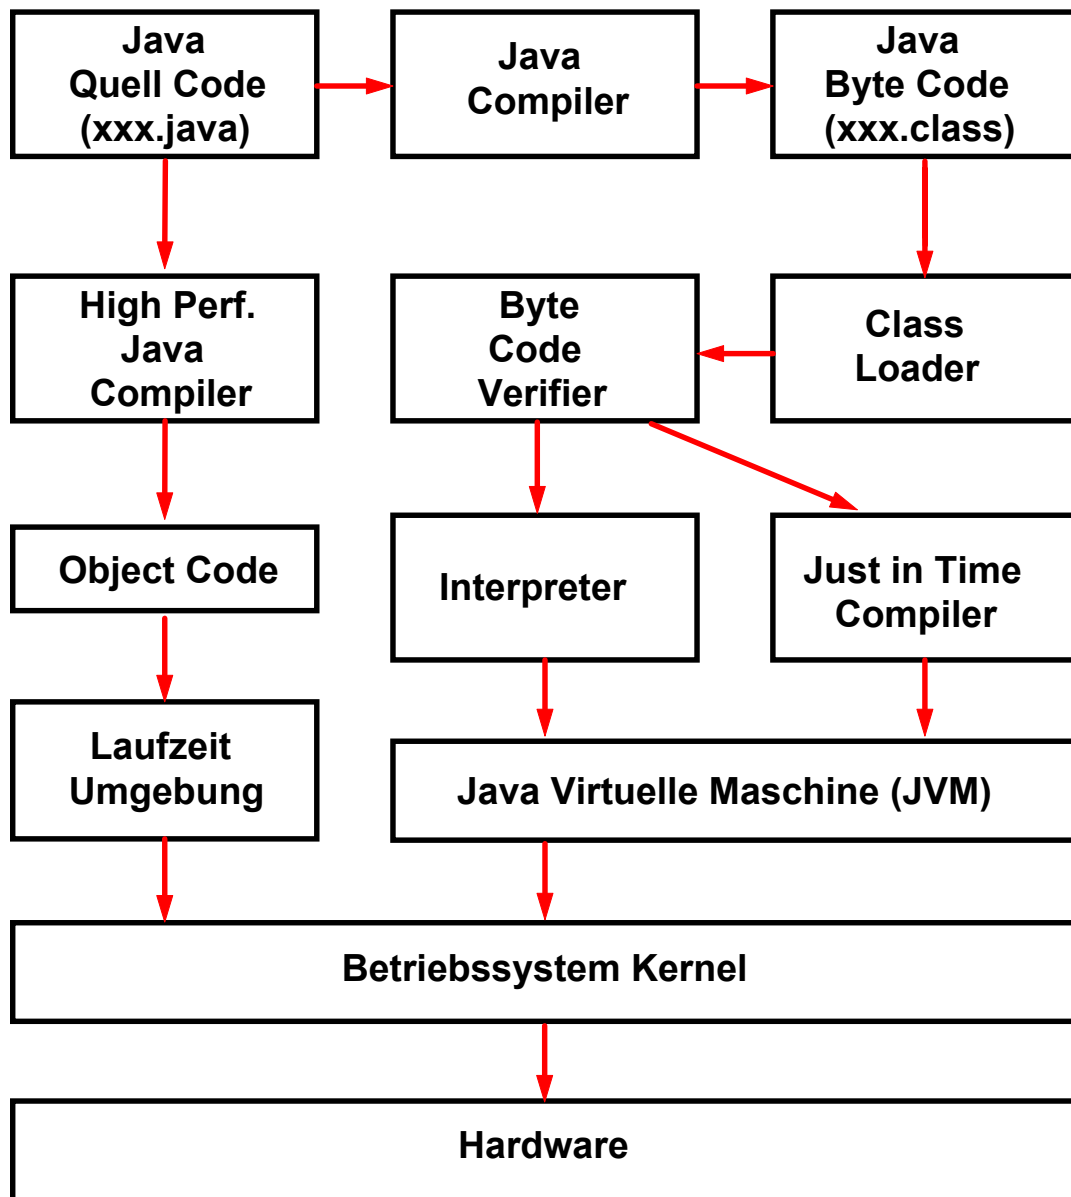 Java
Quell Code
(xxx.java)
Java
Compiler
Java
Byte Code
(xxx.class)
High Perf.
Java
Compiler
Byte
Code
Verifier
Class
Loader
Object Code
Interpreter
Just in Time
Compiler
Laufzeit
Umgebung
Java Virtuelle Maschine (JVM)
Betriebssystem Kernel
Hardware